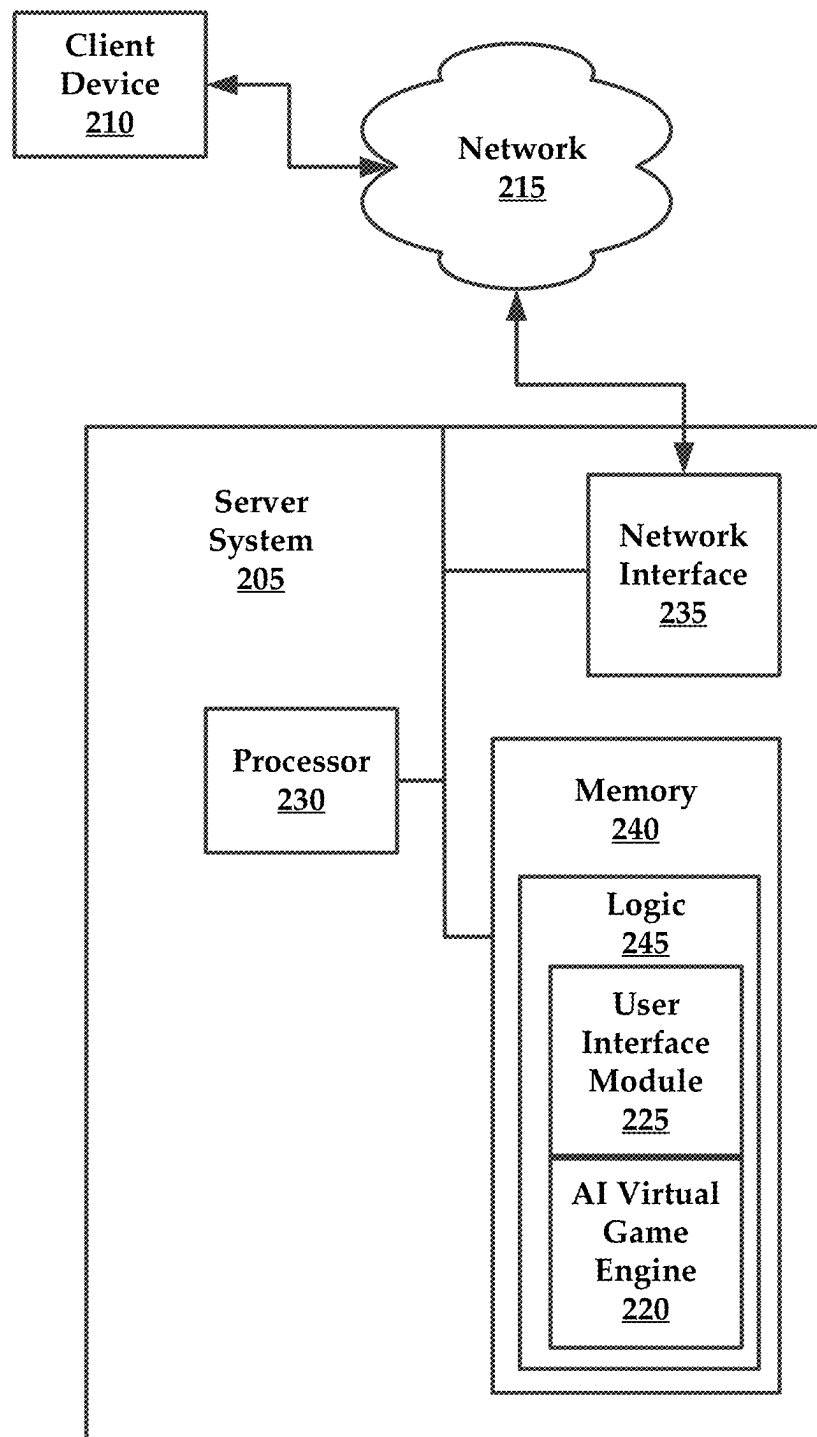 Client
Device
210
Network
215
Server
System
205
Network
Interface
235
Processor
230
Memory
240
Logic
245
User
Interface
Module
225
AI Virtual
Game
Engine
220